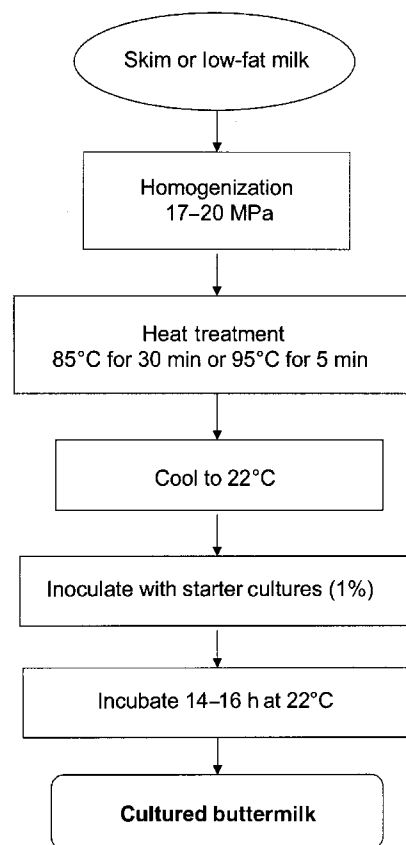 Skim or low-fat milk
Homogenization
17–20 MPa
Heat treatment
85°C for 30 min or 95°C for 5 min
Cool to 22°C
Inoculate with starter cultures (1%)
Incubate 14–16 h at 22°C
Cultured buttermilk